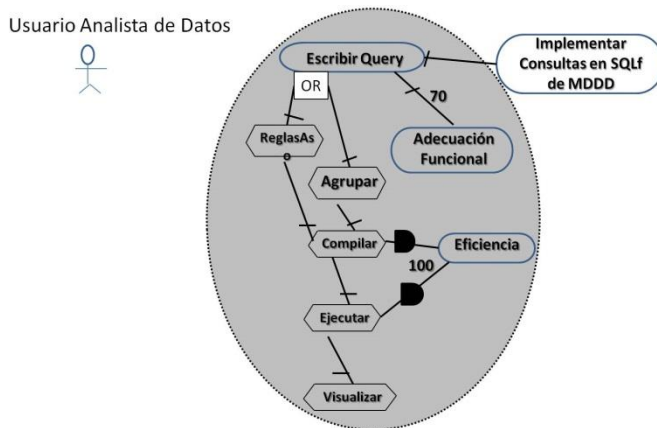 Usuario Analista de Datos
Escribir Query
Implementar
Consultas en SQLf
de MDDD
OR
70
ReglasAs
o
Adecuación
Funcional
Agrupar
Compilar
Eficiencia
100
Ejecutar
Visualizar